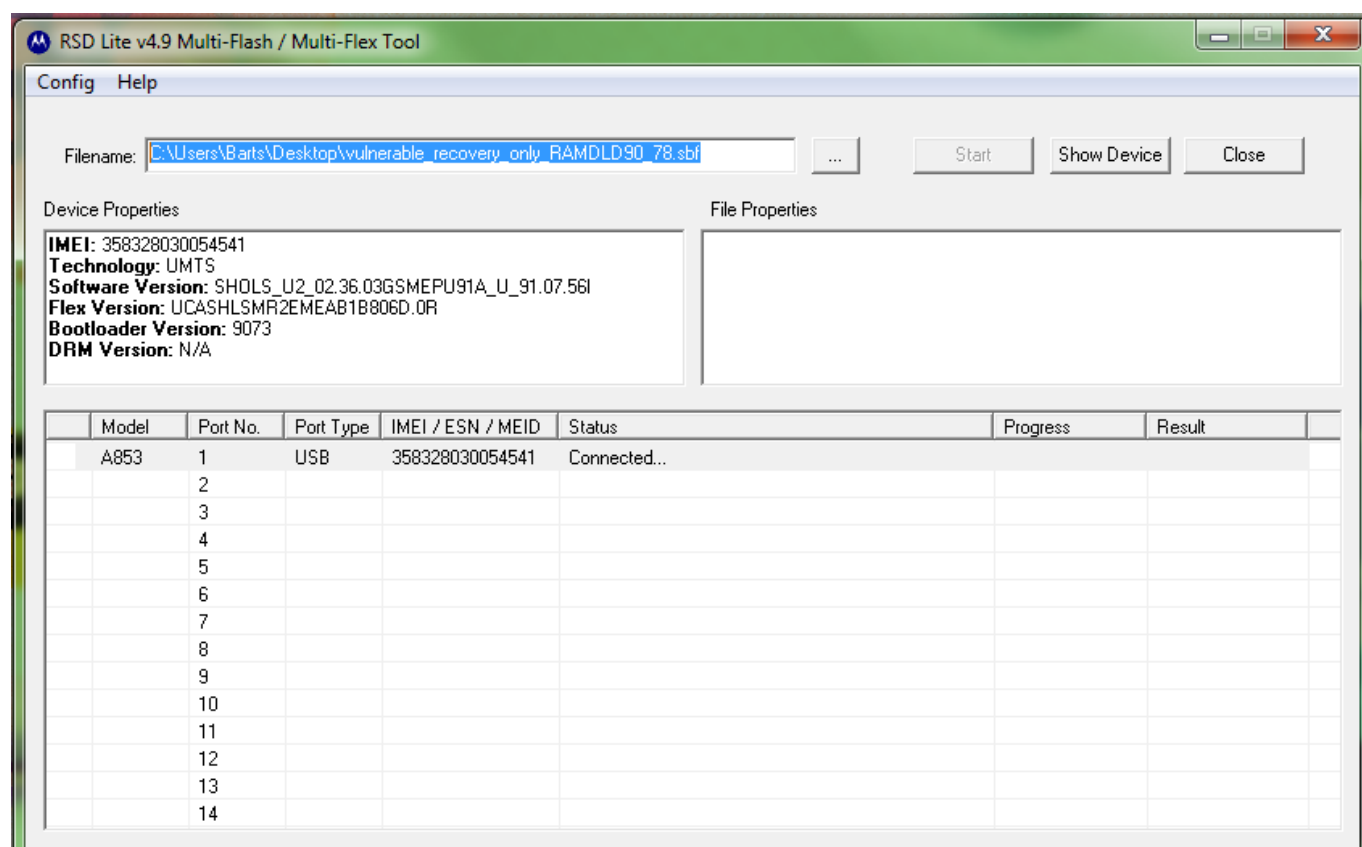 RSD Lite v4.9 Multi-Flash / Multi-Flex Tool
Config Help
Filename: C:\Users\Barts\Desktop\vulnerable_recovery_only_RAMDLD90_78.sbf ... Start Show Device Close
Device Properties
IMEI: 358328030054541
Technology: UMTS
Software Version: SHOLS_U2_02.36.03GSMEPU91A_U_91.07.56I
Flex Version: UCASHLSMR2EMEAB1B806D.0R
Bootloader Version: 9073
DRM Version: N/A
File Properties
Model Port No. Port Type IMEI / ESN / MEID Status Progress Result
A853 1 USB 358328030054541 Connected...
2
3
4
5
6
7
8
9
10
11
12
13
14